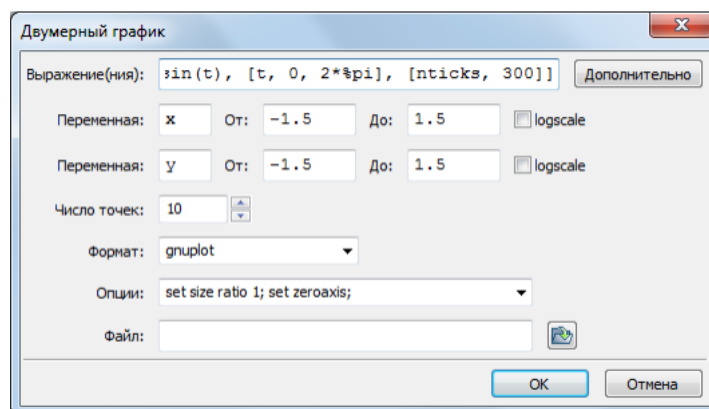 Двумерный график
Выражение(ния): sin(t), [t, 0, 2*%pi], [nticks, 300]] Дополнительно
Переменная: x От: -1.5 До: 1.5 logscale
Переменная: y От: -1.5 До: 1.5 logscale
Число точек: 10
Формат: gnuplot
Опции: set size ratio 1; set zeroaxis;
Файл:
OK Отмена